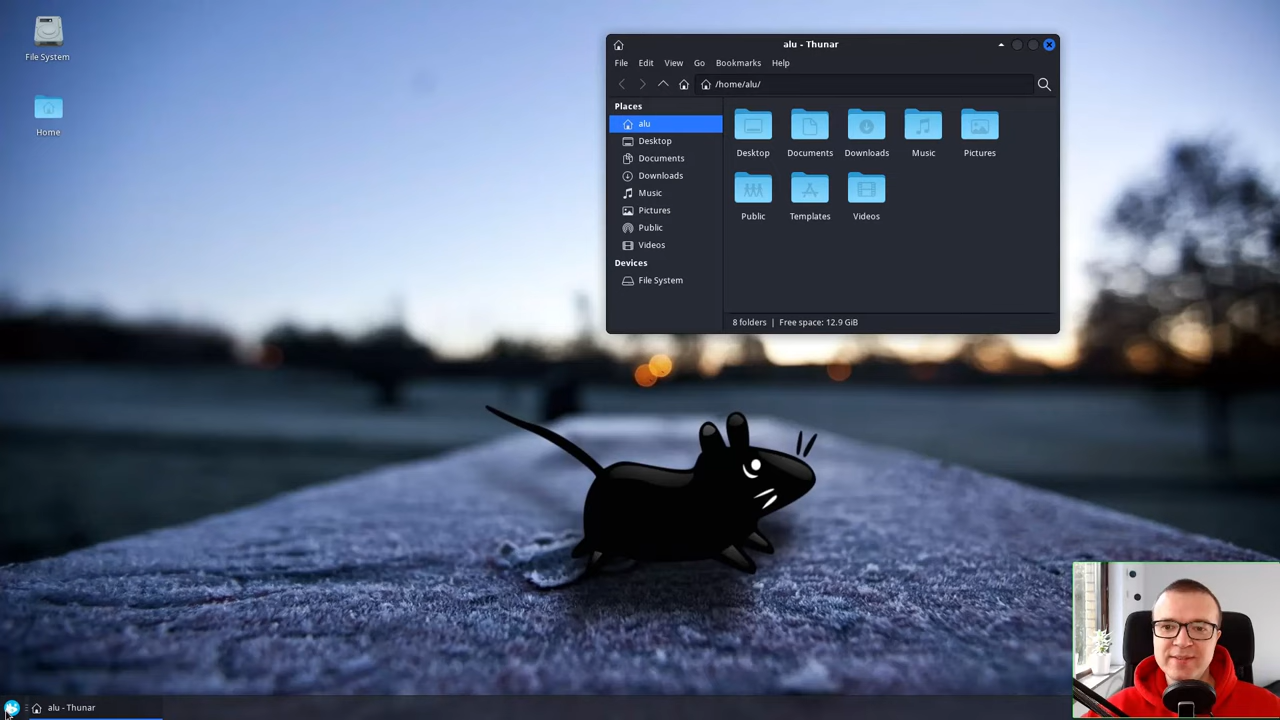 File System
Home
alu - Thunar
File Edit View Go Bookmarks Help
/home/alu/
Places
alu
Desktop
Documents
Downloads
Music
Pictures
Public
Videos
Devices
File System
Desktop Documents Downloads Music Pictures
Public Templates Videos
8 folders | Free space: 12.9 GiB
alu - Thunar